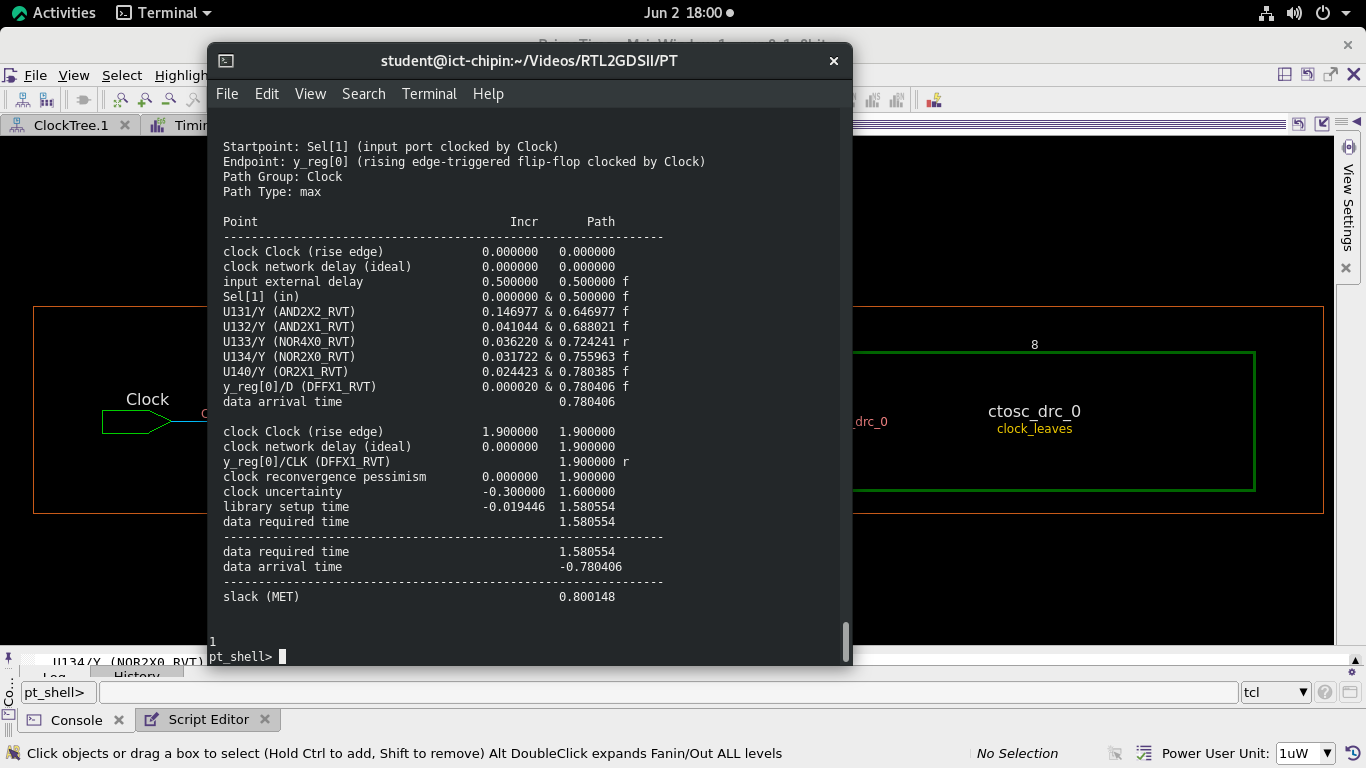 Activities Terminal Jun 2 18:00
File View Select Highligh
ClockTree.1 Timin
student@ict-chipin:~/Videos/RTL2GDSII/PT
File Edit View Search Terminal Help
Startpoint: Sel[1] (input port clocked by Clock)
Endpoint: y_reg[0] (rising edge-triggered flip-flop clocked by Clock)
Path Group: Clock
Path Type: max
Point Incr Path
---------------------------------------------------------------
clock Clock (rise edge) 0.000000 0.000000
clock network delay (ideal) 0.000000 0.000000
input external delay 0.500000 0.500000 f
Sel[1] (in) 0.000000 & 0.500000 f
U131/Y (AND2X2_RVT) 0.146977 & 0.646977 f
U132/Y (AND2X1_RVT) 0.041044 & 0.688021 f
U133/Y (NOR4X0_RVT) 0.036220 & 0.724241 r
U134/Y (NOR2X0_RVT) 0.031722 & 0.755963 f
U140/Y (OR2X1_RVT) 0.024423 & 0.780385 f
y_reg[0]/D (DFFX1_RVT) 0.000020 & 0.780406 f
data arrival time 0.780406
clock Clock (rise edge) 1.900000 1.900000
clock network delay (ideal) 0.000000 1.900000
y_reg[0]/CLK (DFFX1_RVT) 1.900000 r
clock reconvergence pessimism 0.000000 1.900000
clock uncertainty -0.300000 1.600000
library setup time -0.019446 1.580554
data required time 1.580554
---------------------------------------------------------------
data required time 1.580554
data arrival time -0.780406
---------------------------------------------------------------
slack (MET) 0.800148
1
pt_shell>
Clock
C
_drc_0
8
ctosc_drc_0
clock_leaves
View Settings
U134/Y (NOR2X0_RVT)
Log History
Co...
pt_shell> tcl
Console Script Editor
Click objects or drag a box to select (Hold Ctrl to add, Shift to remove) Alt DoubleClick expands Fanin/Out ALL levels No Selection Power User Unit: 1uW